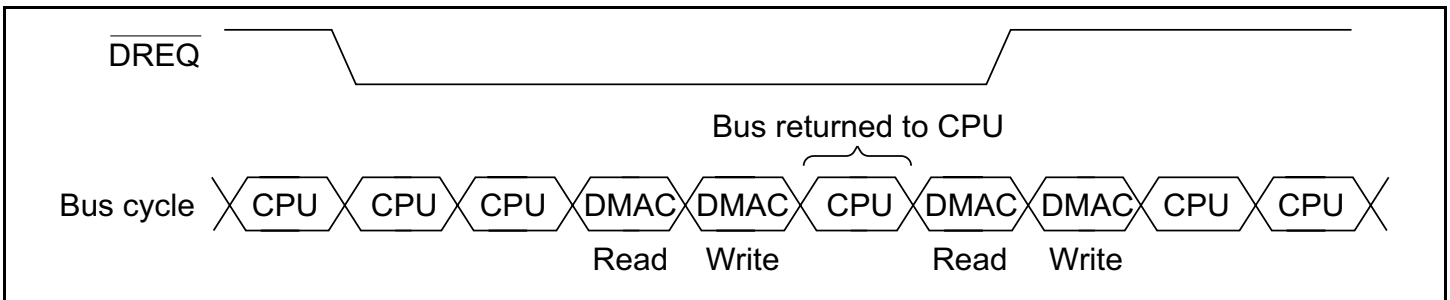 DREQ
Bus returned to CPU
Bus cycle CPU CPU CPU DMAC DMAC CPU DMAC DMAC CPU CPU
Read Write Read Write